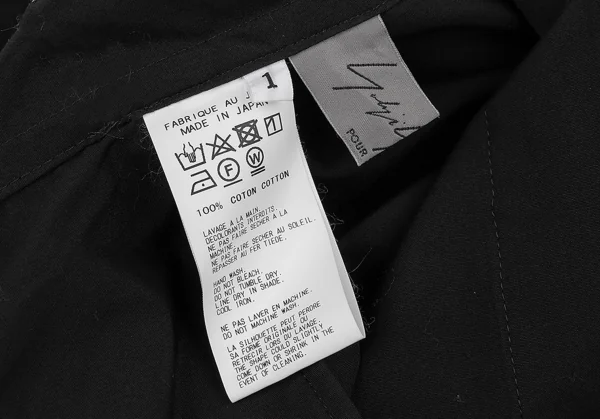 1
FABRIQUE AU
MADE IN JAPAN
F
W
100% COTON COTTON
LAVAGE A LA MAIN.
DECOLORANTS INTERDITS.
NE PAS FAIRE SECHER A LA
MACHINE.
NE PAS FAIRE SECHER AU SOLEIL.
REPASSER AU FER TIEDE.
HAND WASH.
DO NOT BLEACH.
DO NOT TUMBLE DRY.
LINE DRY IN SHADE.
COOL IRON.
NE PAS LAVER EN MACHINE.
DO NOT MACHINE WASH.
LA SILHOUETTE PEUT PERDRE
SA FORME ORIGINALE OU
RETRECIR LORS DU LAVAGE.
THE SHAPE COULD SLIGHTLY
COME DOWN OR SHRINK IN THE
EVENT OF CLEANING.
POUR